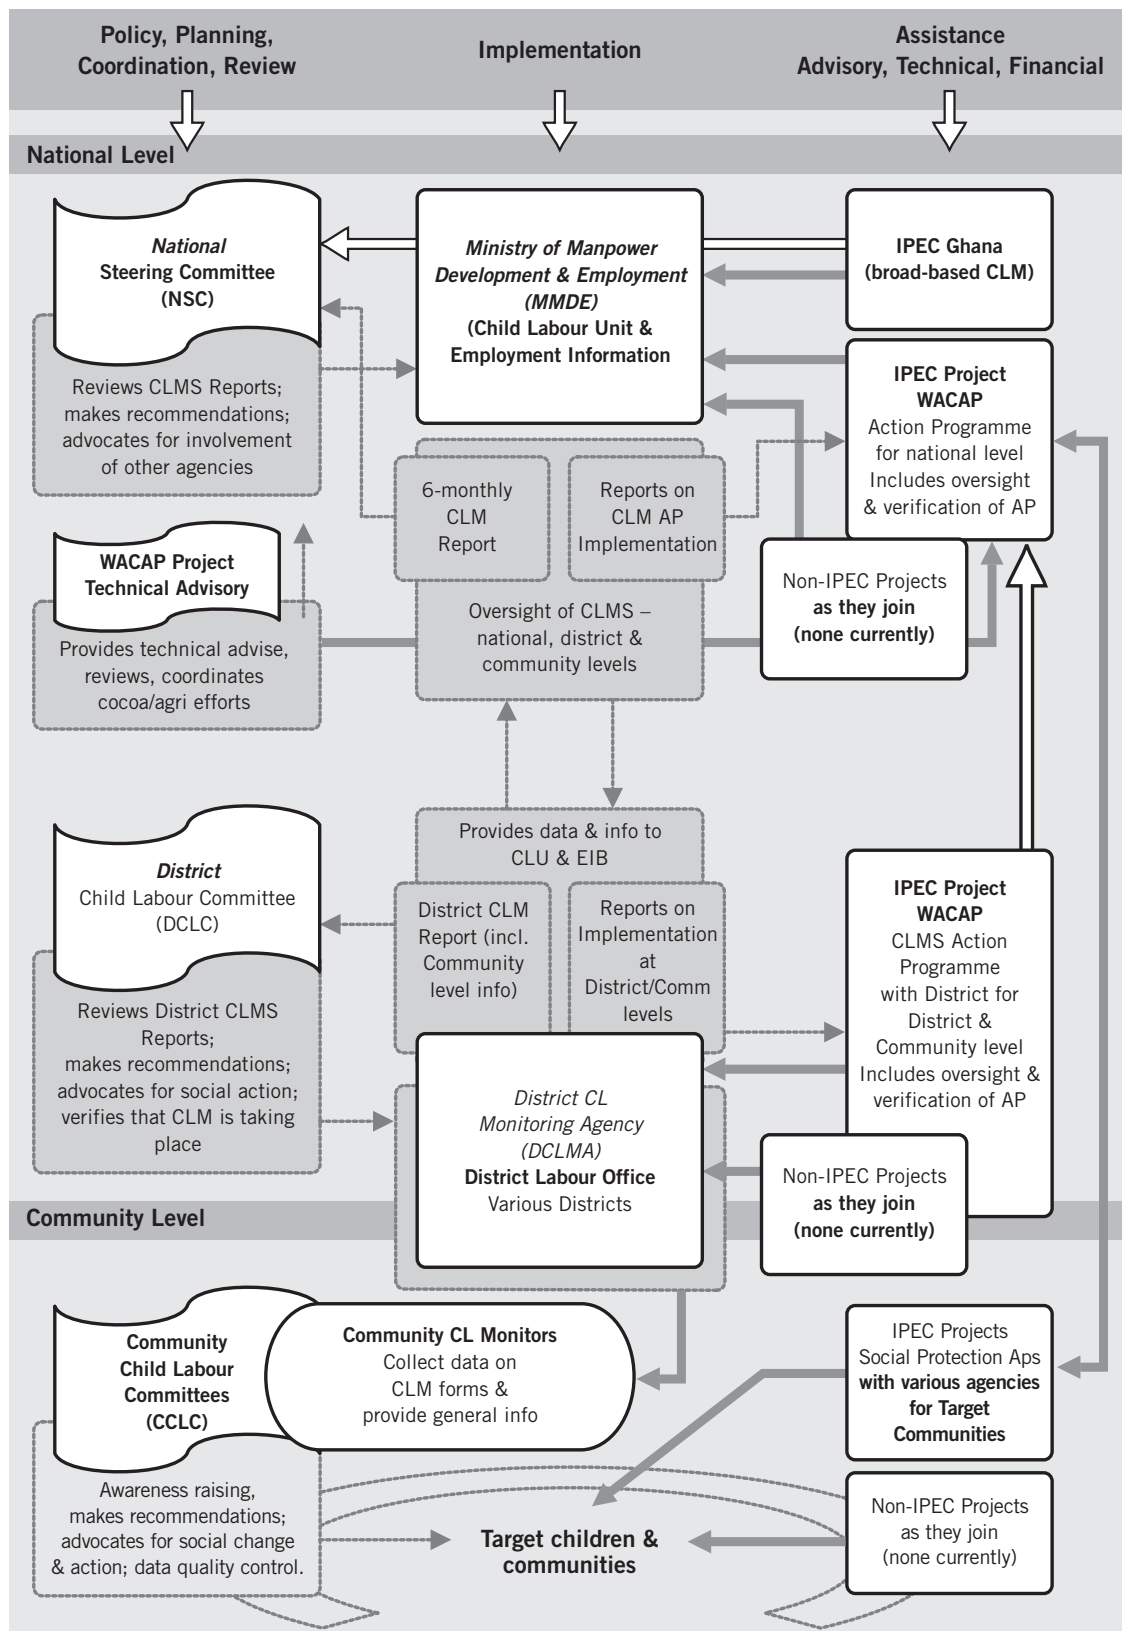 Policy, Planning,
Coordination, Review
Implementation
Assistance
Advisory, Technical, Financial
National Level
National
Steering Committee
(NSC)
Reviews CLMS Reports;
makes recommendations;
advocates for involvement
of other agencies
Ministry of Manpower
Development & Employment
(MMDE)
(Child Labour Unit &
Employment Information
IPEC Ghana
(broad-based CLM)
IPEC Project
WACAP
Action Programme
for national level
Includes oversight
& verification of AP
6-monthly
CLM
Report
Reports on
CLM AP
Implementation
WACAP Project
Technical Advisory
Provides technical advise,
reviews, coordinates
cocoa/agri efforts
Oversight of CLMS –
national, district &
community levels
Non-IPEC Projects
as they join
(none currently)
Provides data & info to
CLU & EIB
District
Child Labour Committee
(DCLC)
Reviews District CLMS
Reports;
makes recommendations;
advocates for social action;
verifies that CLM is taking
place
District CLM
Report (incl.
Community
level info)
Reports on
Implementation
at
District/Comm
levels
IPEC Project
WACAP
CLMS Action
Programme
with District for
District &
Community level
Includes oversight &
verification of AP
District CL
Monitoring Agency
(DCLMA)
District Labour Office
Various Districts
Non-IPEC Projects
as they join
(none currently)
Community Level
Community
Child Labour
Committees
(CCLC)
Awareness raising,
makes recommendations;
advocates for social change
& action; data quality control.
Community CL Monitors
Collect data on
CLM forms &
provide general info
IPEC Projects
Social Protection Aps
with various agencies
for Target
Communities
Target children &
communities
Non-IPEC Projects
as they join
(none currently)